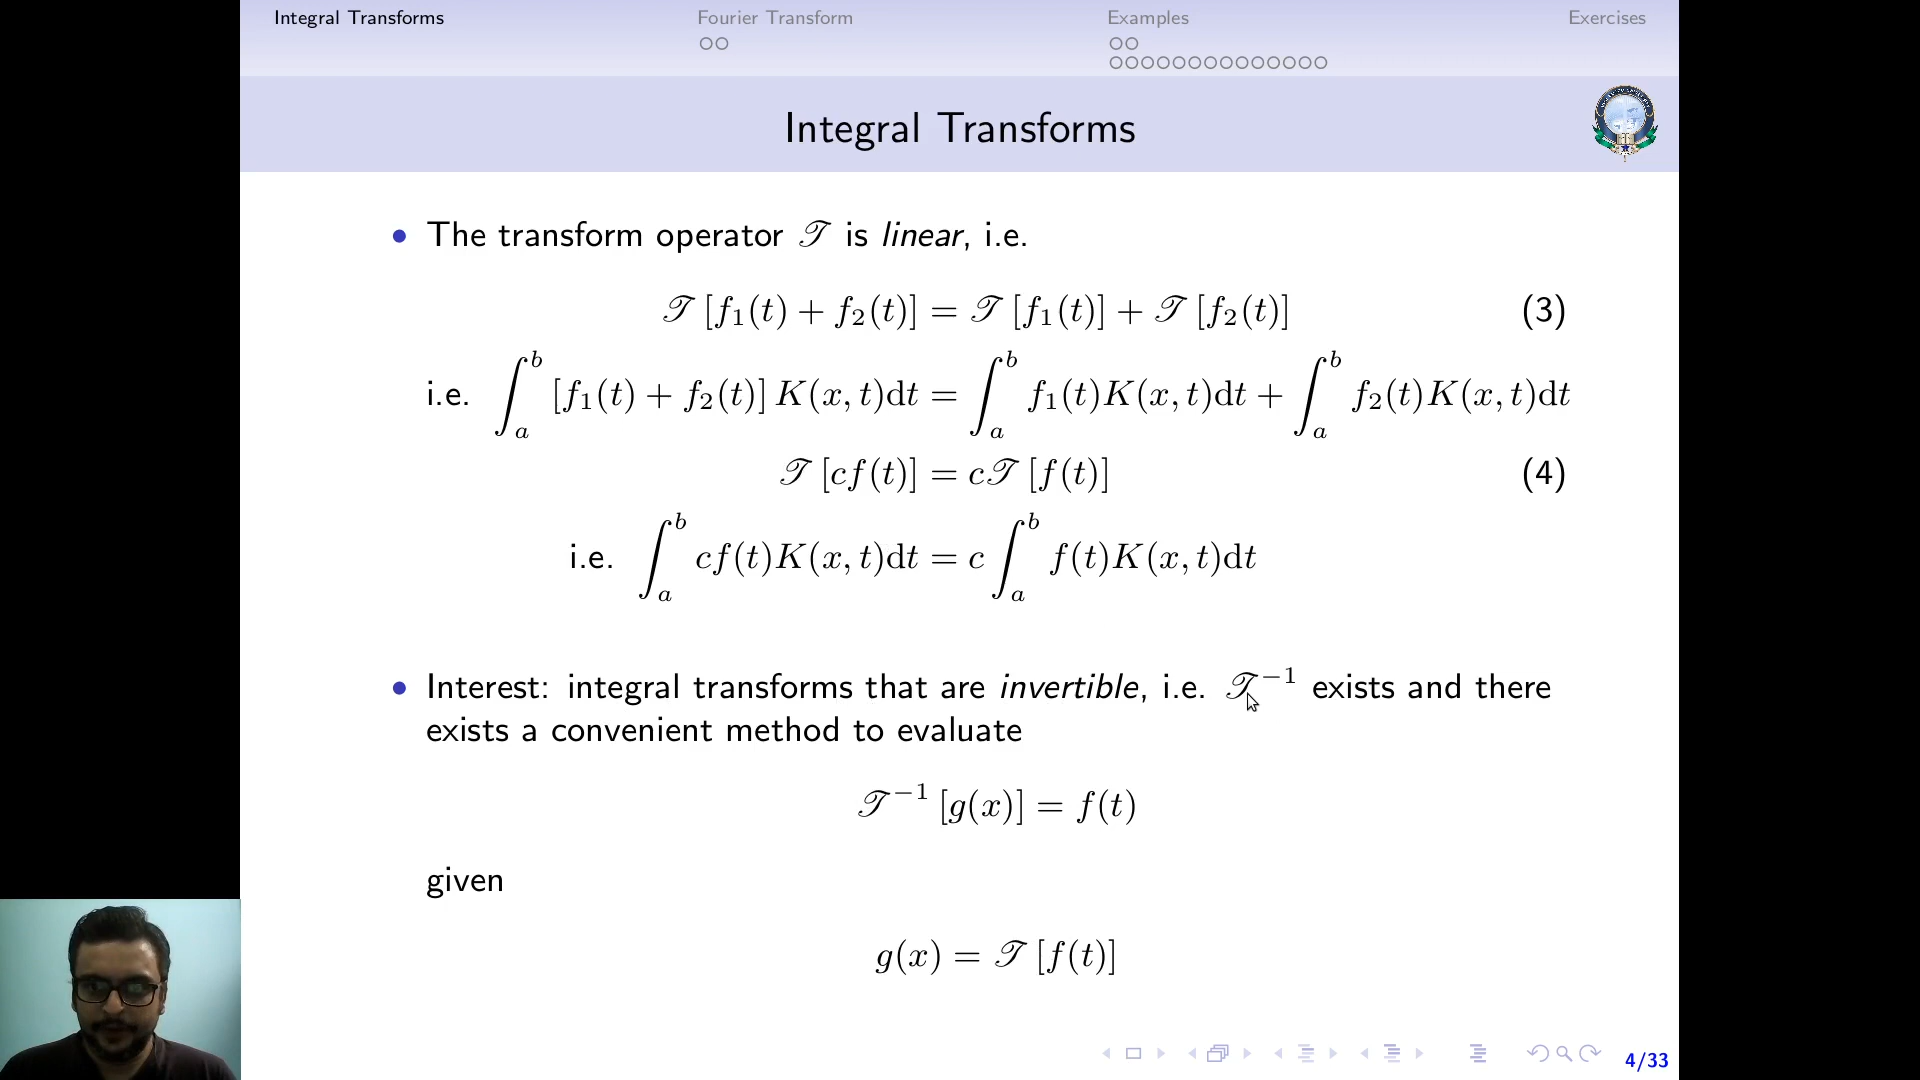 Integral Transforms Fourier Transform Examples Exercises
Integral Transforms
• The transform operator 𝒯 is linear, i.e.
𝒯 [f₁(t) + f₂(t)] = 𝒯 [f₁(t)] + 𝒯 [f₂(t)] (3)
i.e. ∫ₐᵇ [f₁(t) + f₂(t)] K(x, t)dt = ∫ₐᵇ f₁(t)K(x, t)dt + ∫ₐᵇ f₂(t)K(x, t)dt
𝒯 [cf(t)] = c𝒯 [f(t)] (4)
i.e. ∫ₐᵇ cf(t)K(x, t)dt = c ∫ₐᵇ f(t)K(x, t)dt
• Interest: integral transforms that are invertible, i.e. 𝒯⁻¹ exists and there
exists a convenient method to evaluate
𝒯⁻¹ [g(x)] = f(t)
given
g(x) = 𝒯 [f(t)]
4/33